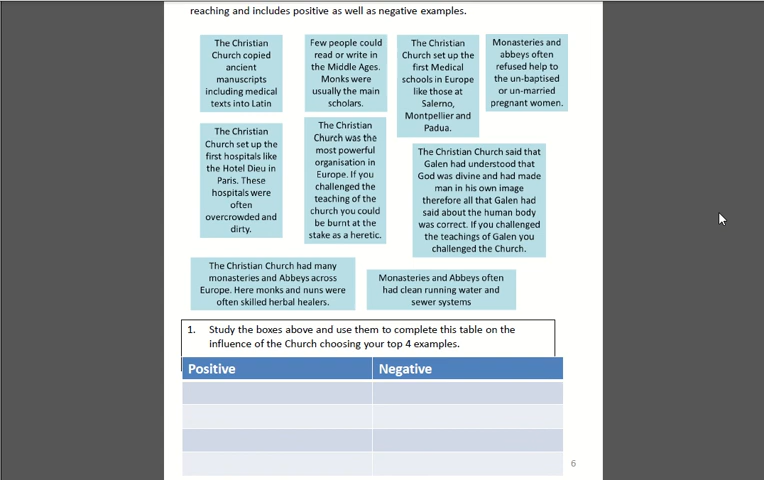 reaching and includes positive as well as negative examples.
The Christian
Church copied
ancient
manuscripts
including medical
texts into Latin
Few people could
read or write in
the Middle Ages.
Monks were
usually the main
scholars.
The Christian
Church set up the
first Medical
schools in Europe
like those at
Salerno,
Montpellier and
Padua.
Monasteries and
abbeys often
refused help to
the un-baptised
or un-married
pregnant women.
The Christian
Church set up the
first hospitals like
the Hotel Dieu in
Paris. These
hospitals were
often
overcrowded and
dirty.
The Christian
Church was the
most powerful
organisation in
Europe. If you
challenged the
teaching of the
church you could
be burnt at the
stake as a heretic.
The Christian Church said that
Galen had understood that
God was divine and had made
man in his own image
therefore all that Galen had
said about the human body
was correct. If you challenged
the teachings of Galen you
challenged the Church.
The Christian Church had many
monasteries and Abbeys across
Europe. Here monks and nuns were
often skilled herbal healers.
Monasteries and Abbeys often
had clean running water and
sewer systems
1. Study the boxes above and use them to complete this table on the
influence of the Church choosing your top 4 examples.
Positive
Negative
6